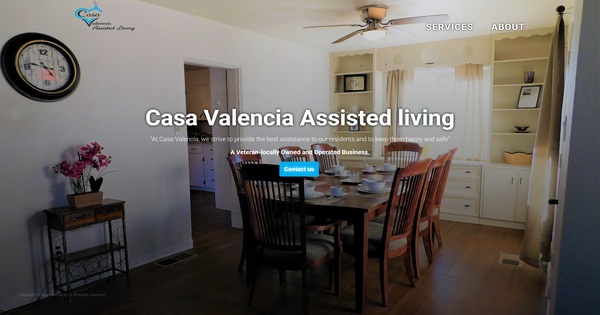 Casa
Valencia
Assisted Living
SERVICES
ABOUT
Casa Valencia Assisted living
"At Casa Valencia, we strive to provide the best assistance to our residents and to keep them happy and safe"
A Veteran-locally Owned and Operated Business.
Contact us